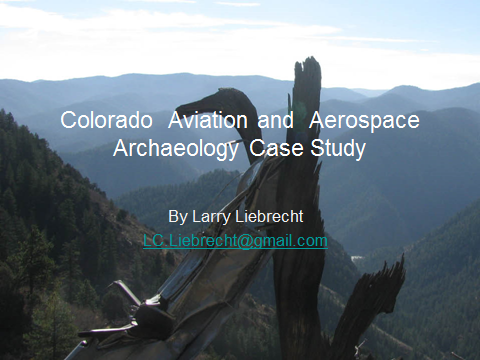 Colorado Aviation and Aerospace
Archaeology Case Study
By Larry Liebrecht
LC.Liebrecht@gmail.com